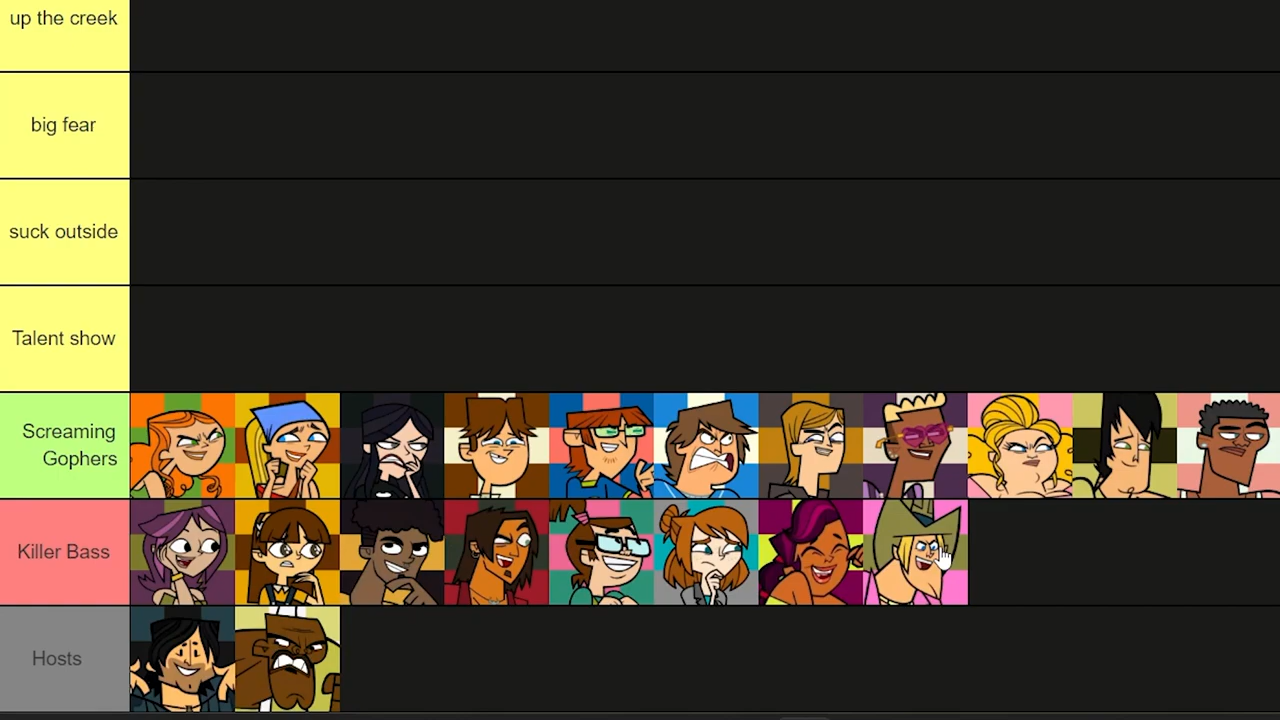 up the creek
big fear
suck outside
Talent show
Screaming
Gophers
Killer Bass
Hosts